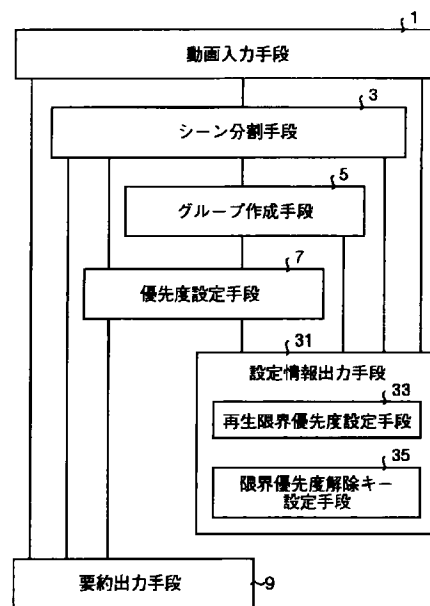 1
動画入力手段
3
シーン分割手段
5
グループ作成手段
7
優先度設定手段
31
設定情報出力手段
33
再生限界優先度設定手段
35
限界優先度解除キー
設定手段
要約出力手段
9